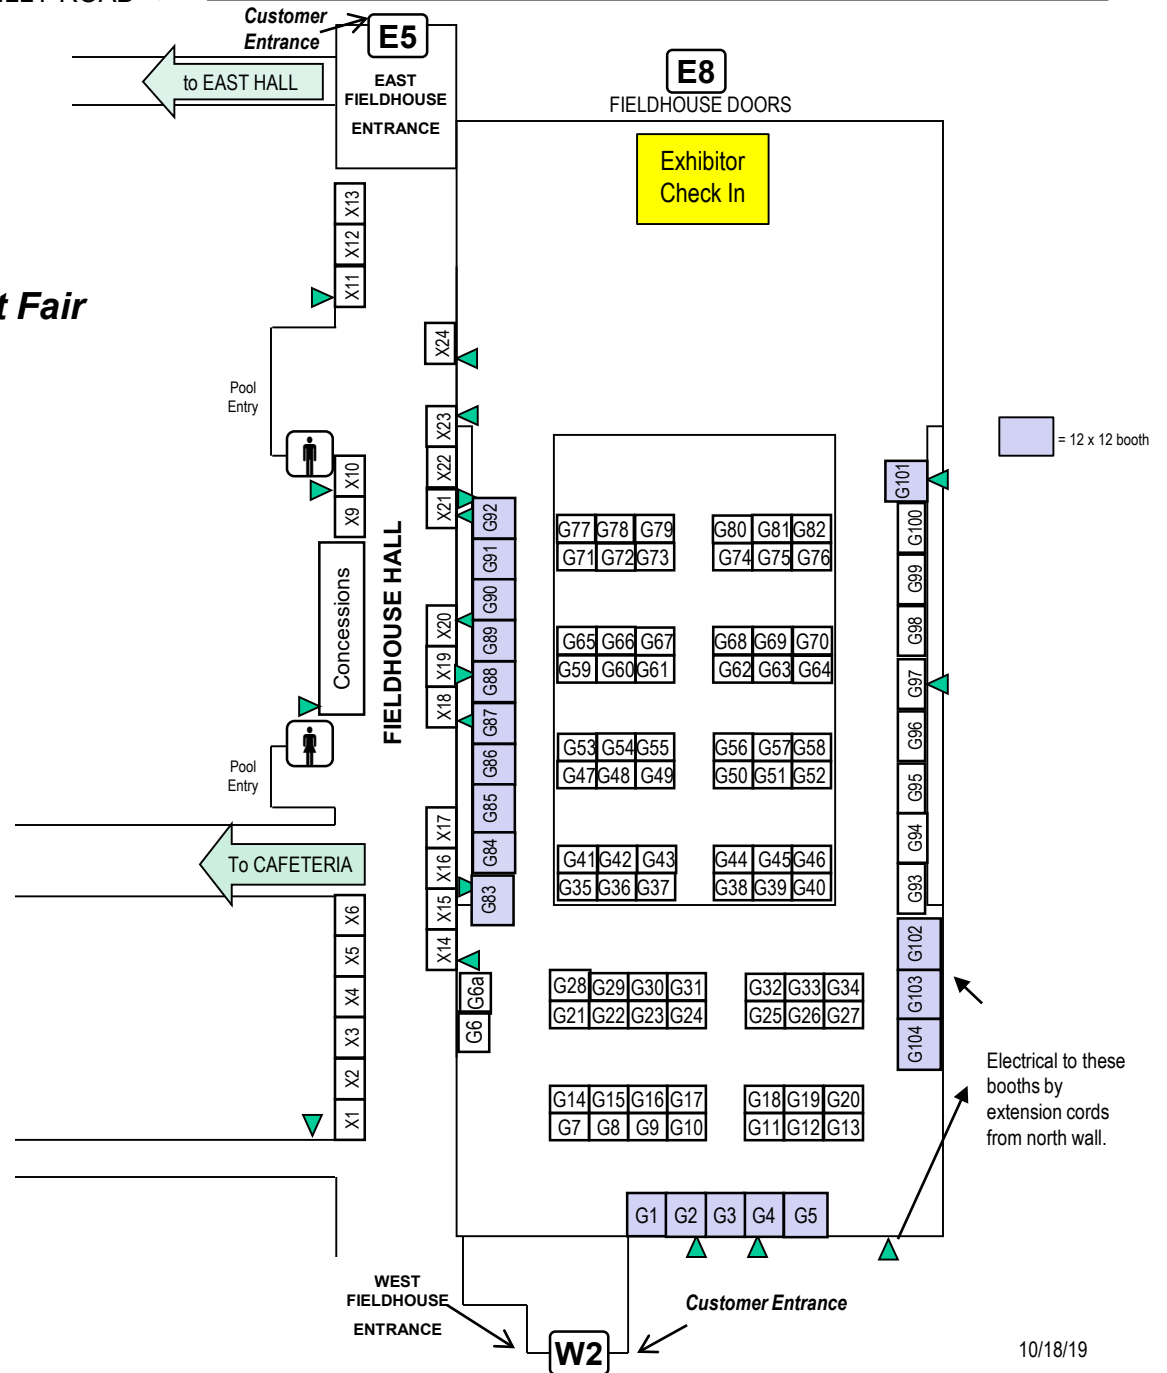 Customer
Entrance
E5
EAST
FIELDHOUSE
ENTRANCE
to EAST HALL
E8
FIELDHOUSE DOORS
Exhibitor
Check In
X13
X12
X11
t Fair
X24
Pool
Entry
X23
X22
X21
X10
X9
= 12 x 12 booth
G101
G100
G99
G98
G97
G96
G95
G94
G93
G92
G91
G90
G89
G88
G87
G86
G85
G84
G83
G77 G78 G79
G80 G81 G82
G71 G72 G73
G74 G75 G76
Concessions
FIELDHOUSE HALL
X20
X19
X18
G65 G66 G67
G68 G69 G70
G59 G60 G61
G62 G63 G64
G53 G54 G55
G56 G57 G58
G47 G48 G49
G50 G51 G52
Pool
Entry
X17
X16
X15
X14
To CAFETERIA
G41 G42 G43
G44 G45 G46
G35 G36 G37
G38 G39 G40
X6
X5
X4
X3
X2
X1
G6a
G6
G102
G103
G104
G28 G29 G30 G31
G32 G33 G34
G21 G22 G23 G24
G25 G26 G27
Electrical to these
booths by
extension cords
from north wall.
G14 G15 G16 G17
G18 G19 G20
G7 G8 G9 G10
G11 G12 G13
G1 G2 G3 G4 G5
WEST
FIELDHOUSE
ENTRANCE
Customer Entrance
W2
10/18/19